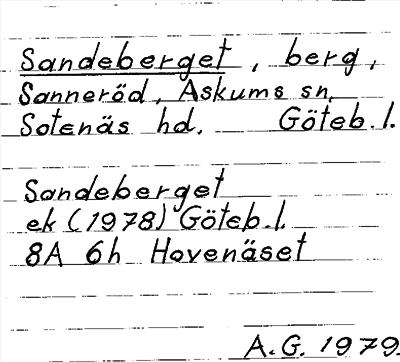 Sandeberget, berg,
Sanneröd, Askums sn,
Sotenäs hd. Göteb.l.
Sandeberget
ek (1978) Göteb.l.
8A 6h Hovenäset
A.G. 1979.